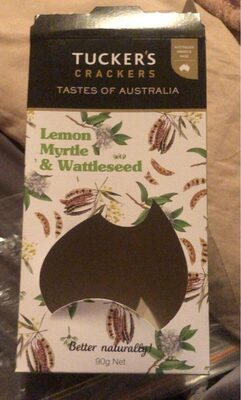 TUCKER'S
CRACKERS
TASTES OF AUSTRALIA
Lemon
Myrtle
& Wattleseed
Better naturally!
90g Net